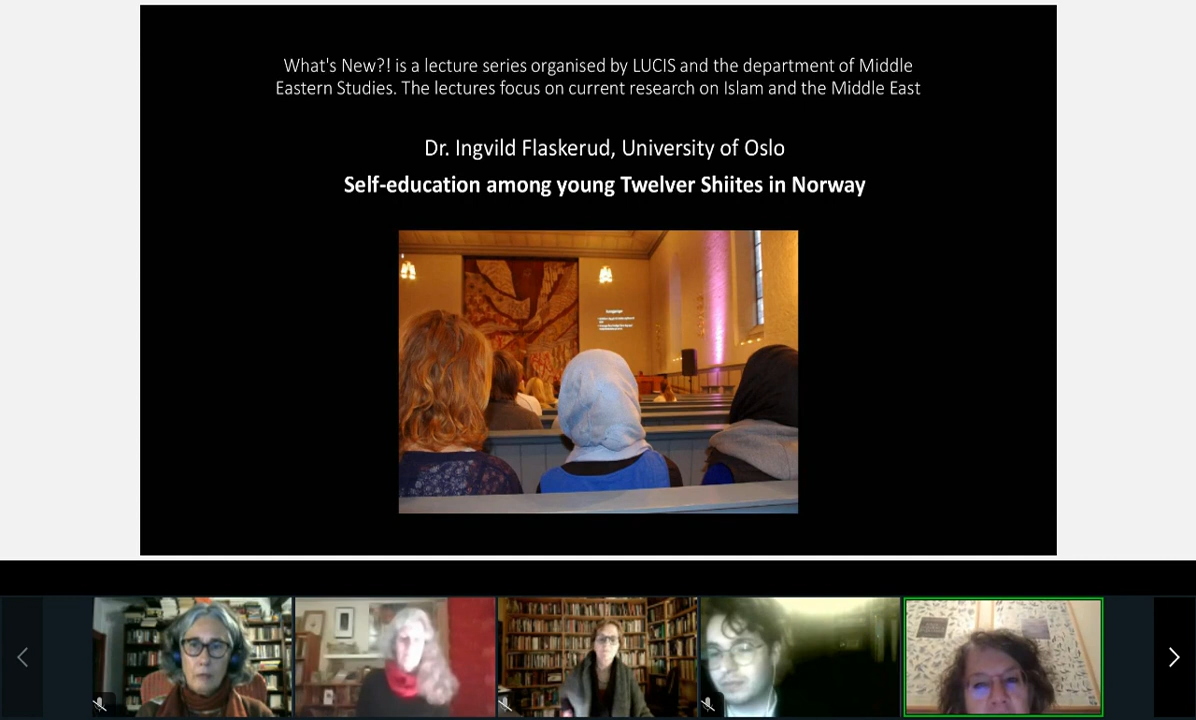 What's New?! is a lecture series organised by LUCIS and the department of Middle
Eastern Studies. The lectures focus on current research on Islam and the Middle East
Dr. Ingvild Flaskerud, University of Oslo
Self-education among young Twelver Shiites in Norway